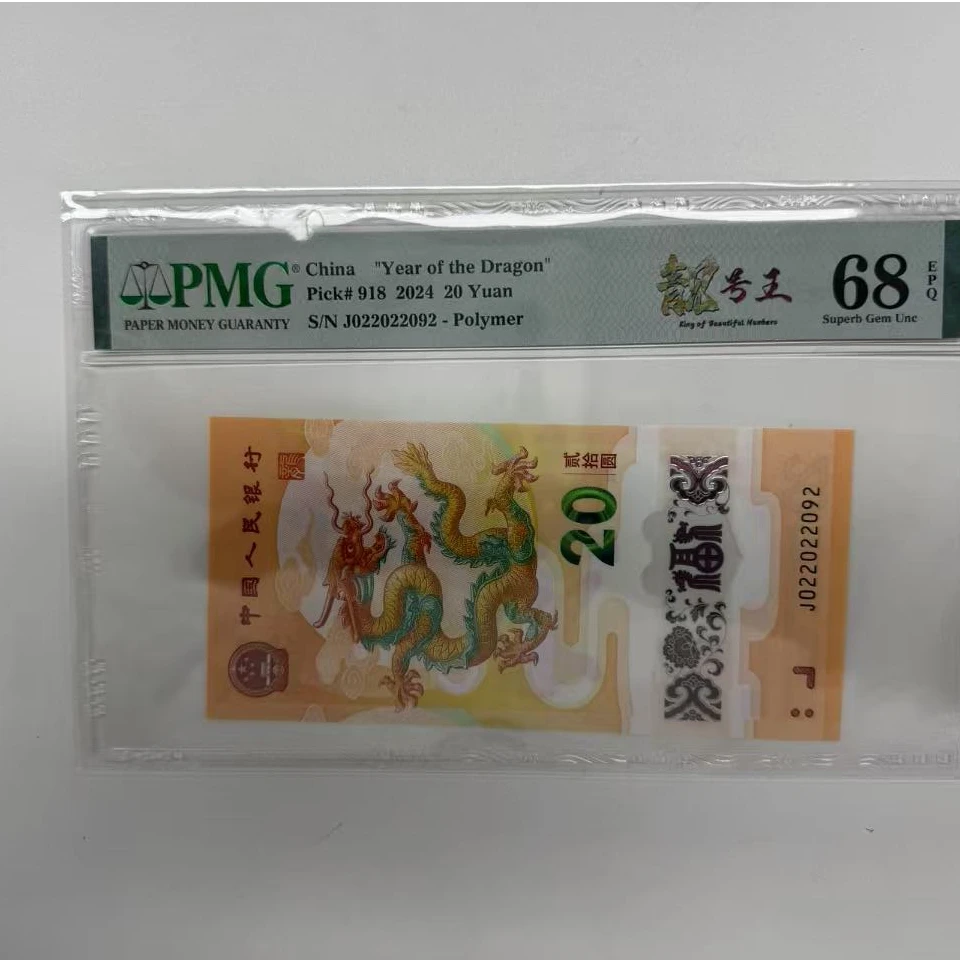 PMG®
PAPER MONEY GUARANTY
China "Year of the Dragon"
Pick# 918 2024 20 Yuan
S/N J022022092 - Polymer
靓号王
King of Beautiful Numbers
68
EPQ
Superb Gem Unc
中国人民银行
贰拾圆
20
福
J022022092